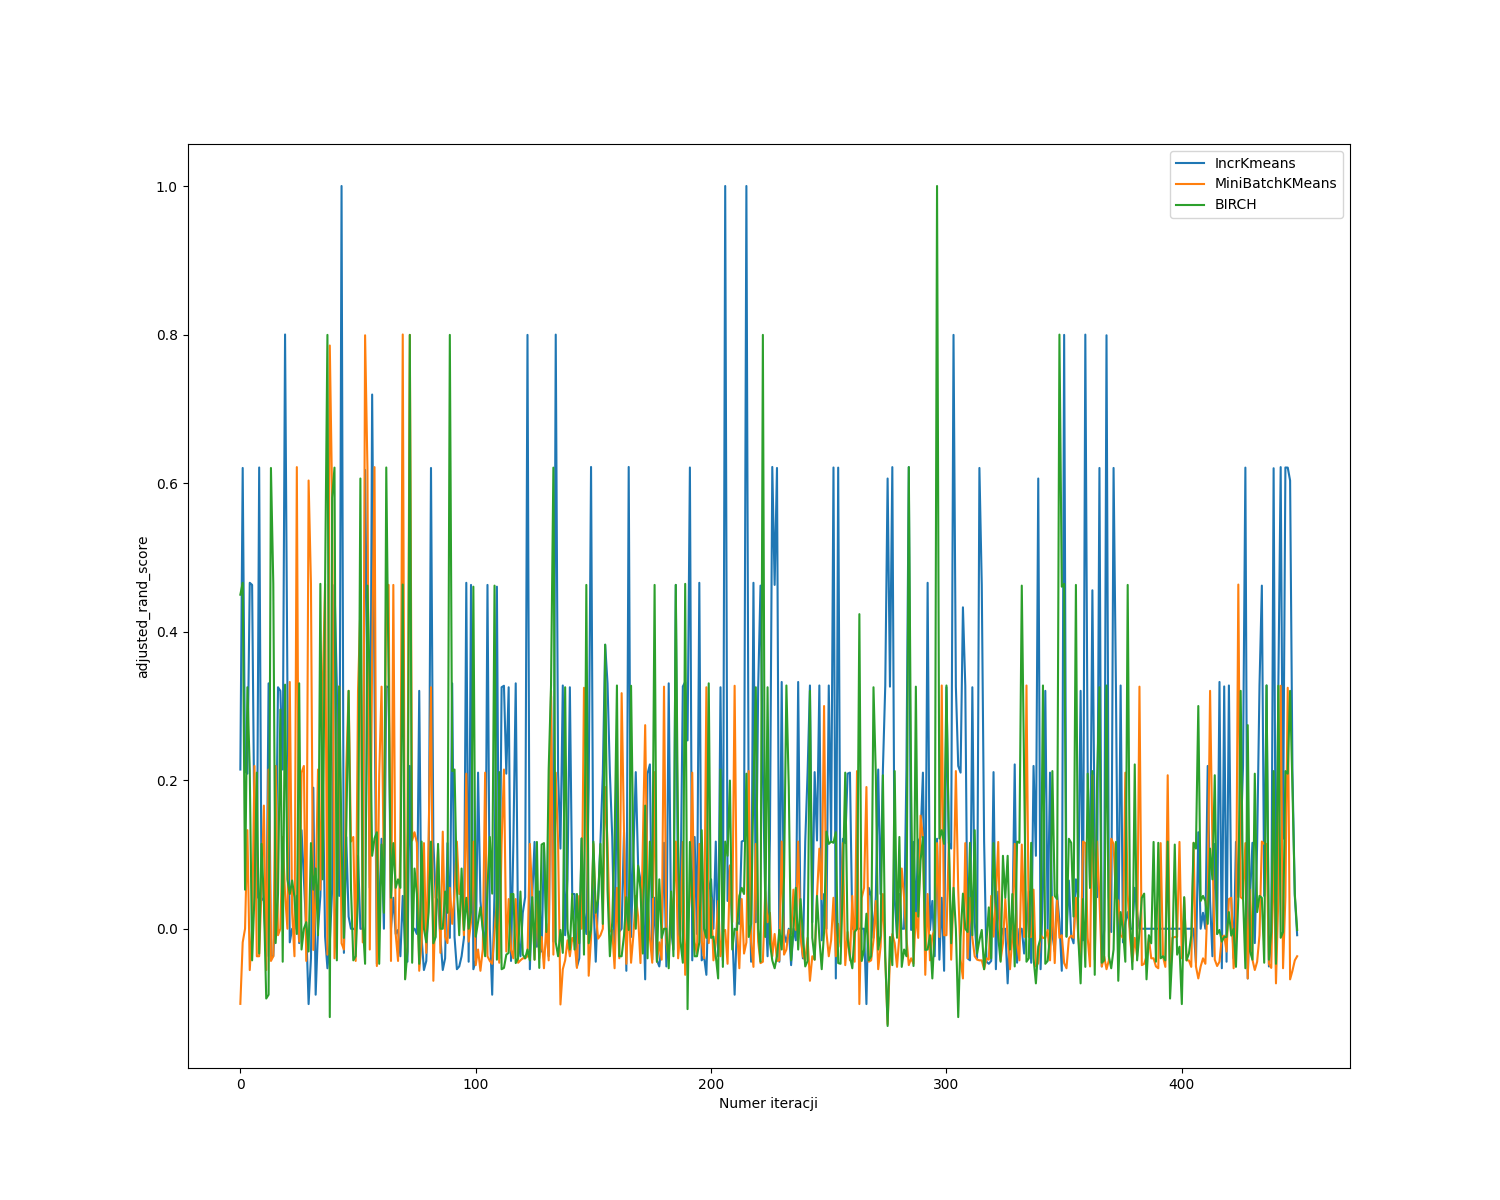 IncrKmeans
MiniBatchKMeans
BIRCH
1.0
0.8
0.6
0.4
0.2
0.0
adjusted_rand_score
0 100 200 300 400
Numer iteracji